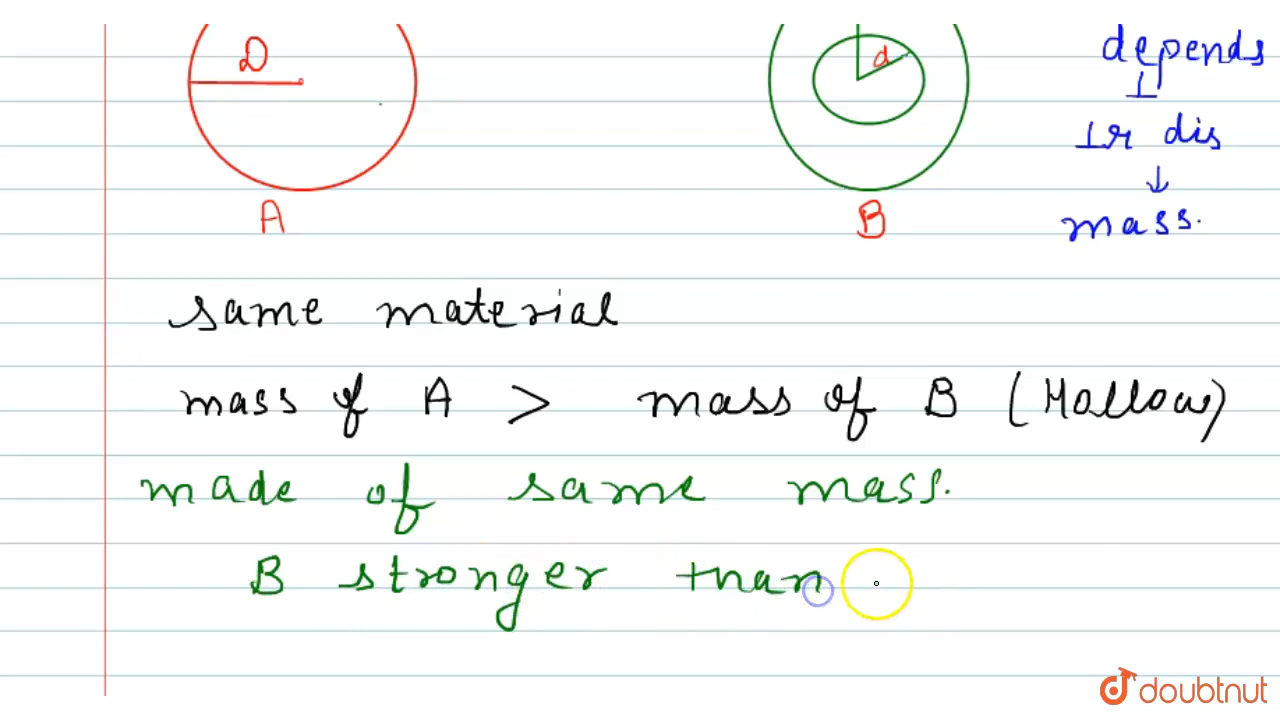 D
d
depends
⊥
⊥r dis
↓
mass.
A
B
same material
mass of A > mass of B (Hollow)
made of same mass.
B stronger than
doubtnut